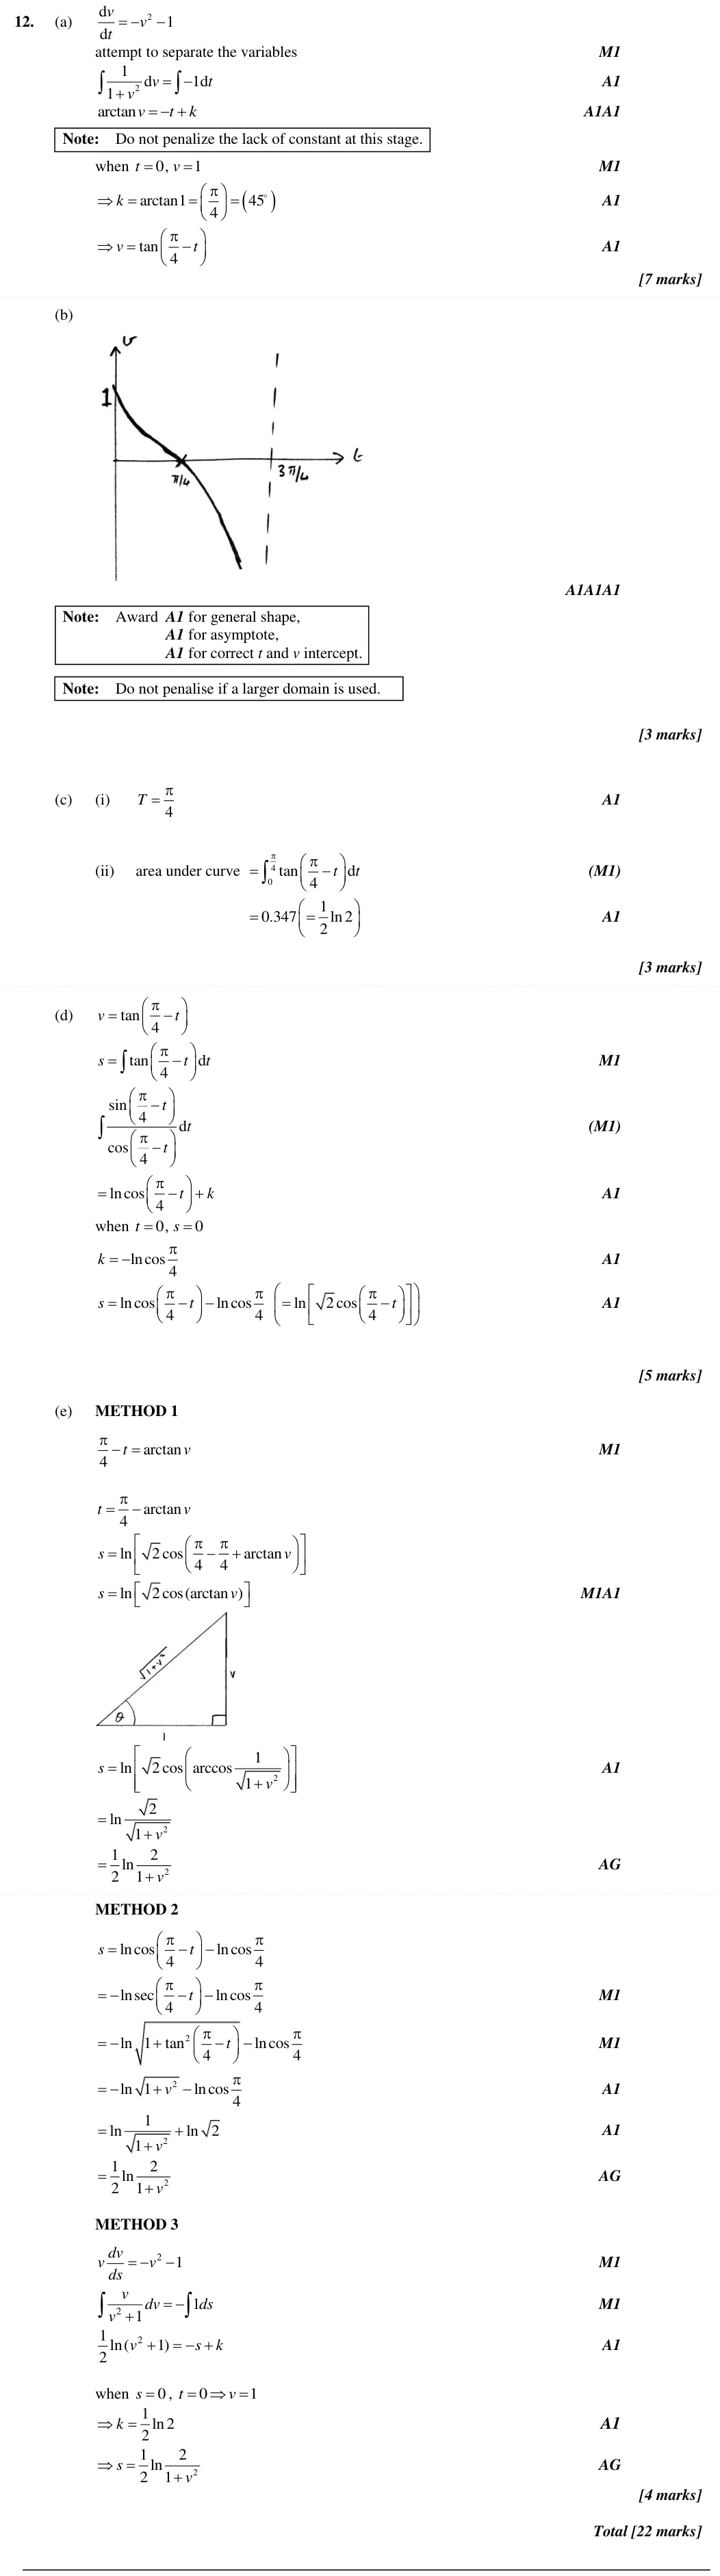 12. (a) dv/dt = −v² − 1
attempt to separate the variables M1
∫ 1/(1+v²) dv = ∫ −1dt A1
arctan v = −t + k A1A1
Note: Do not penalize the lack of constant at this stage.
when t = 0, v = 1 M1
⇒ k = arctan 1 = (π/4) = (45°) A1
⇒ v = tan(π/4 − t) A1
[7 marks]
(b)
v
1
t
π/4
3π/4
A1A1A1
Note: Award A1 for general shape,
A1 for asymptote,
A1 for correct t and v intercept.
Note: Do not penalise if a larger domain is used.
[3 marks]
(c) (i) T = π/4 A1
(ii) area under curve = ∫₀^(π/4) tan(π/4 − t)dt (M1)
= 0.347(= 1/2 ln 2) A1
[3 marks]
(d) v = tan(π/4 − t)
s = ∫ tan(π/4 − t)dt M1
∫ sin(π/4 − t)/cos(π/4 − t) dt (M1)
= ln cos(π/4 − t) + k A1
when t = 0, s = 0
k = −ln cos π/4 A1
s = ln cos(π/4 − t) − ln cos π/4 (= ln[√2 cos(π/4 − t)]) A1
[5 marks]
(e) METHOD 1
π/4 − t = arctan v M1
t = π/4 − arctan v
s = ln[√2 cos(π/4 − π/4 + arctan v)]
s = ln[√2 cos(arctan v)] M1A1
√1+v²
v
θ
1
s = ln[√2 cos(arccos 1/√(1+v²))] A1
= ln √2/√(1+v²)
= 1/2 ln 2/(1+v²) AG
METHOD 2
s = ln cos(π/4 − t) − ln cos π/4
= −ln sec(π/4 − t) − ln cos π/4 M1
= −ln √(1 + tan²(π/4 − t)) − ln cos π/4 M1
= −ln √(1+v²) − ln cos π/4 A1
= ln 1/√(1+v²) + ln √2 A1
= 1/2 ln 2/(1+v²) AG
METHOD 3
v dv/ds = −v² − 1 M1
∫ v/(v²+1) dv = −∫ 1ds M1
1/2 ln(v² + 1) = −s + k A1
when s = 0, t = 0 ⇒ v = 1
⇒ k = 1/2 ln 2 A1
⇒ s = 1/2 ln 2/(1+v²) AG
[4 marks]
Total [22 marks]